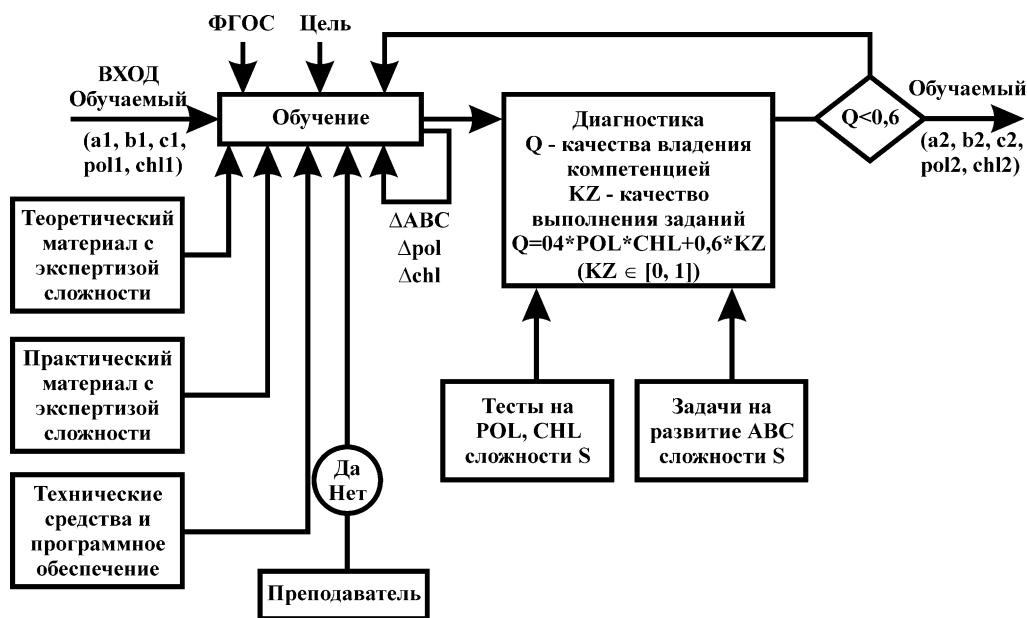 ФГОС
Цель
ВХОД
Обучаемый
(a1, b1, c1,
pol1, chl1)
Обучение
∆ABC
∆pol
∆chl
Диагностика
Q - качества владения
компетенцией
KZ - качество
выполнения заданий
Q=04*POL*CHL+0,6*KZ
(KZ ∈ [0, 1])
Q<0,6
Обучаемый
(a2, b2, c2,
pol2, chl2)
Теоретический
материал с
экспертизой
сложности
Практический
материал с
экспертизой
сложности
Технические
средства и
программное
обеспечение
Да
Нет
Преподаватель
Тесты на
POL, CHL
сложности S
Задачи на
развитие ABC
сложности S